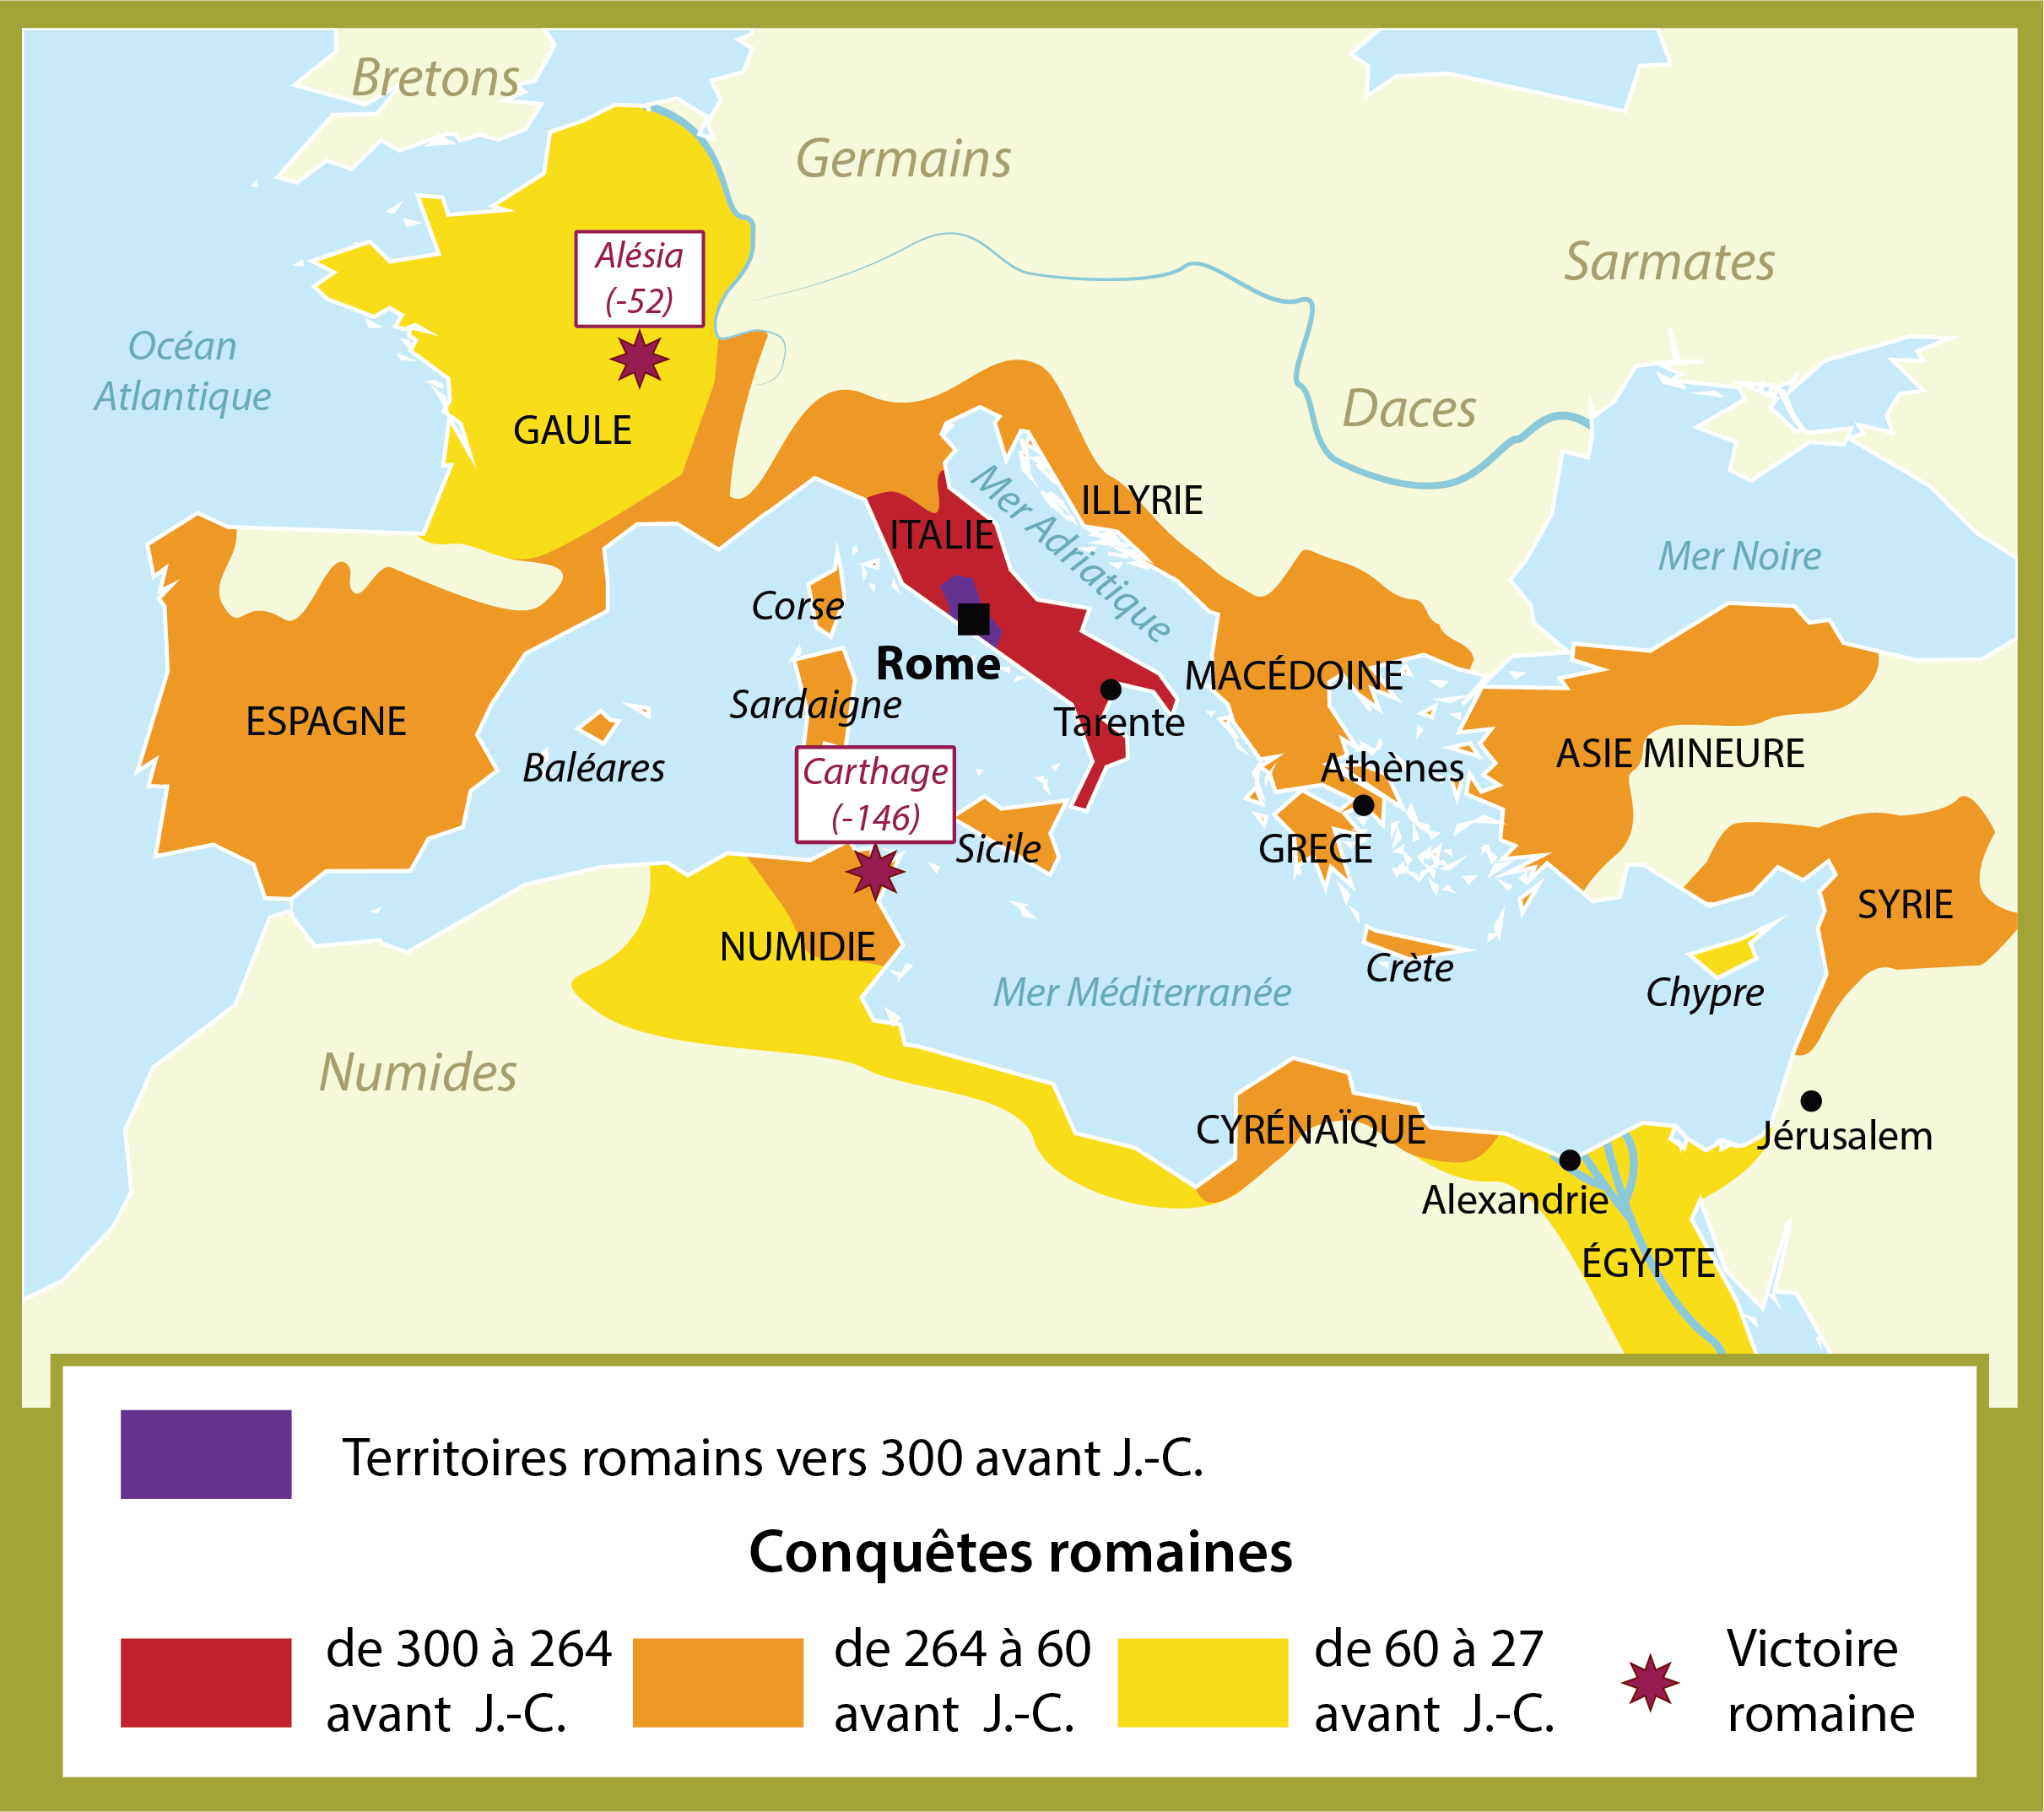 Bretons
Germains
Sarmates
Alésia
(-52)
Océan
Atlantique
GAULE
Daces
Mer Adriatique
ILLYRIE
ITALIE
Mer Noire
Corse
Rome
MACÉDOINE
Sardaigne
ESPAGNE
Tarente
Baléares
ASIE MINEURE
Athènes
Carthage
(-146)
Sicile
GRECE
SYRIE
NUMIDIE
Crète
Mer Méditerranée
Chypre
Numides
CYRÉNAÏQUE
Jérusalem
Alexandrie
ÉGYPTE
Territoires romains vers 300 avant J.-C.
Conquêtes romaines
de 300 à 264
avant J.-C.
de 264 à 60
avant J.-C.
de 60 à 27
avant J.-C.
Victoire
romaine